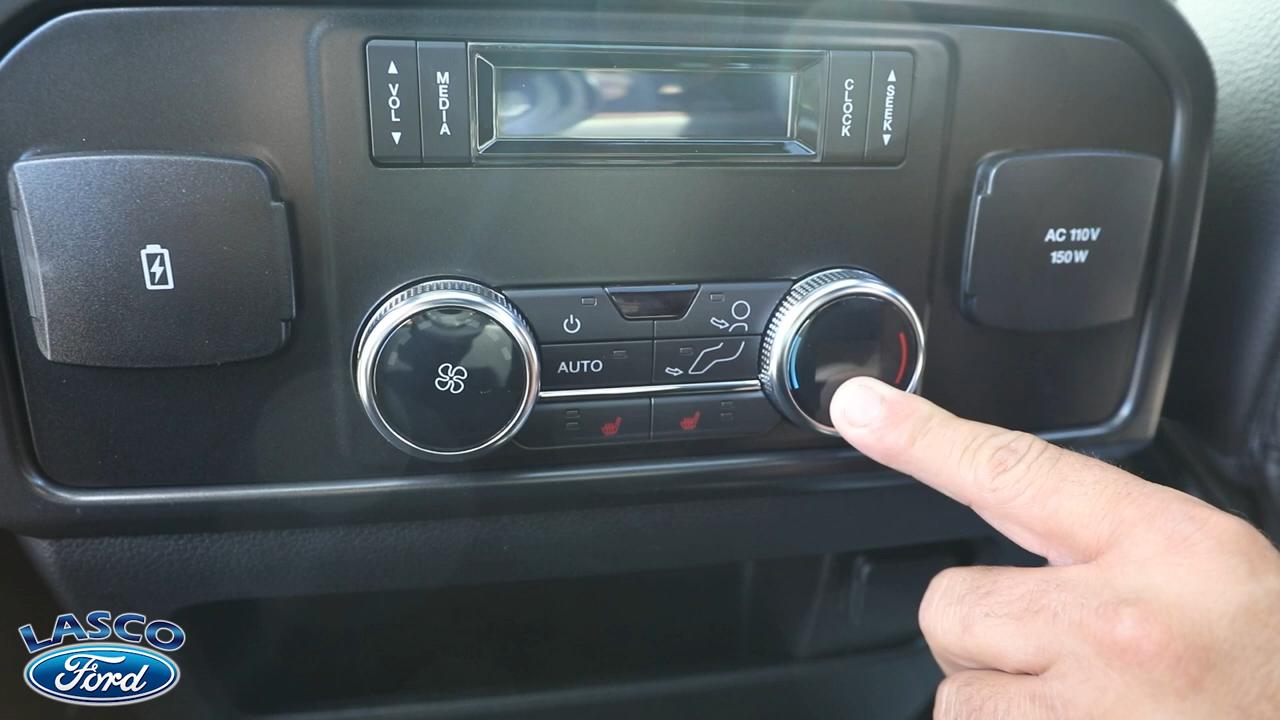 VOL
MEDIA
CLOCK
SEEK
AC 110V
150W
AUTO
LASCO
Ford